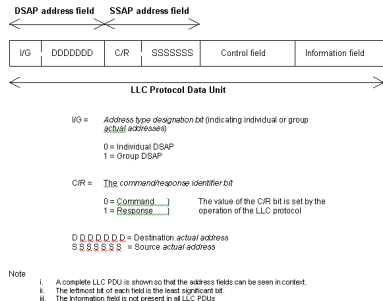 DSAP address field SSAP address field
I/G DDDDDDD C/R SSSSSSS Control field Information field
LLC Protocol Data Unit
I/G = Address type designation bit (indicating individual or group
actual addresses)
0 = Individual DSAP
1 = Group DSAP
C/R = The command/response identifier bit
0 = Command } The value of the C/R bit is set by the
1 = Response } operation of the LLC protocol
D D D D D D D = Destination actual address
S S S S S S S = Source actual address
Note
i. A complete LLC PDU is shown so that the address fields can be seen in context.
ii. The leftmost bit of each field is the least significant bit.
iii. The Information field is not present in all LLC PDUs